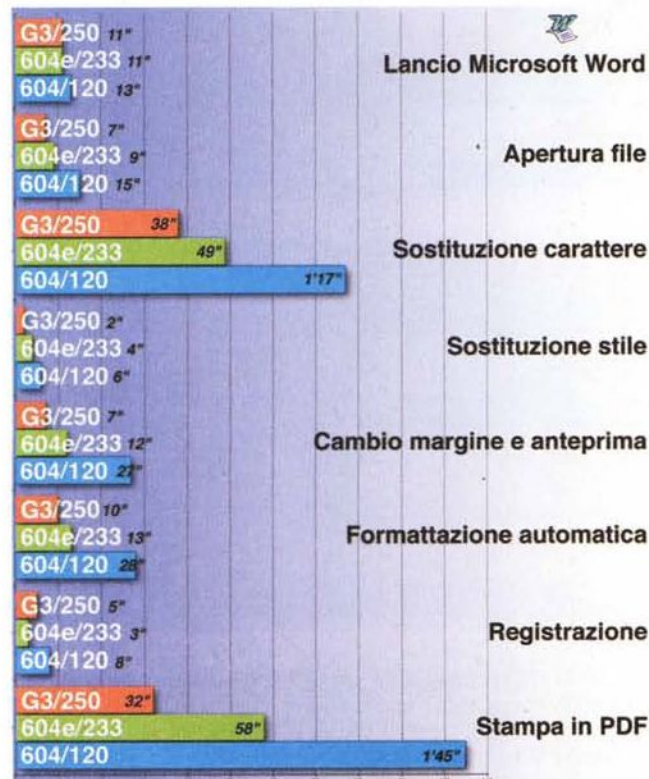 G3/250 11"
604e/233 11"
604/120 13"
Lancio Microsoft Word
G3/250 7"
604e/233 9"
604/120 15"
Apertura file
G3/250 38"
604e/233 49"
604/120 1'17"
Sostituzione carattere
G3/250 2"
604e/233 4"
604/120 6"
Sostituzione stile
G3/250 7"
604e/233 12"
604/120 27"
Cambio margine e anteprima
G3/250 10"
604e/233 13"
604/120 28"
Formattazione automatica
G3/250 5"
604e/233 3"
604/120 8"
Registrazione
G3/250 32"
604e/233 58"
604/120 1'45"
Stampa in PDF